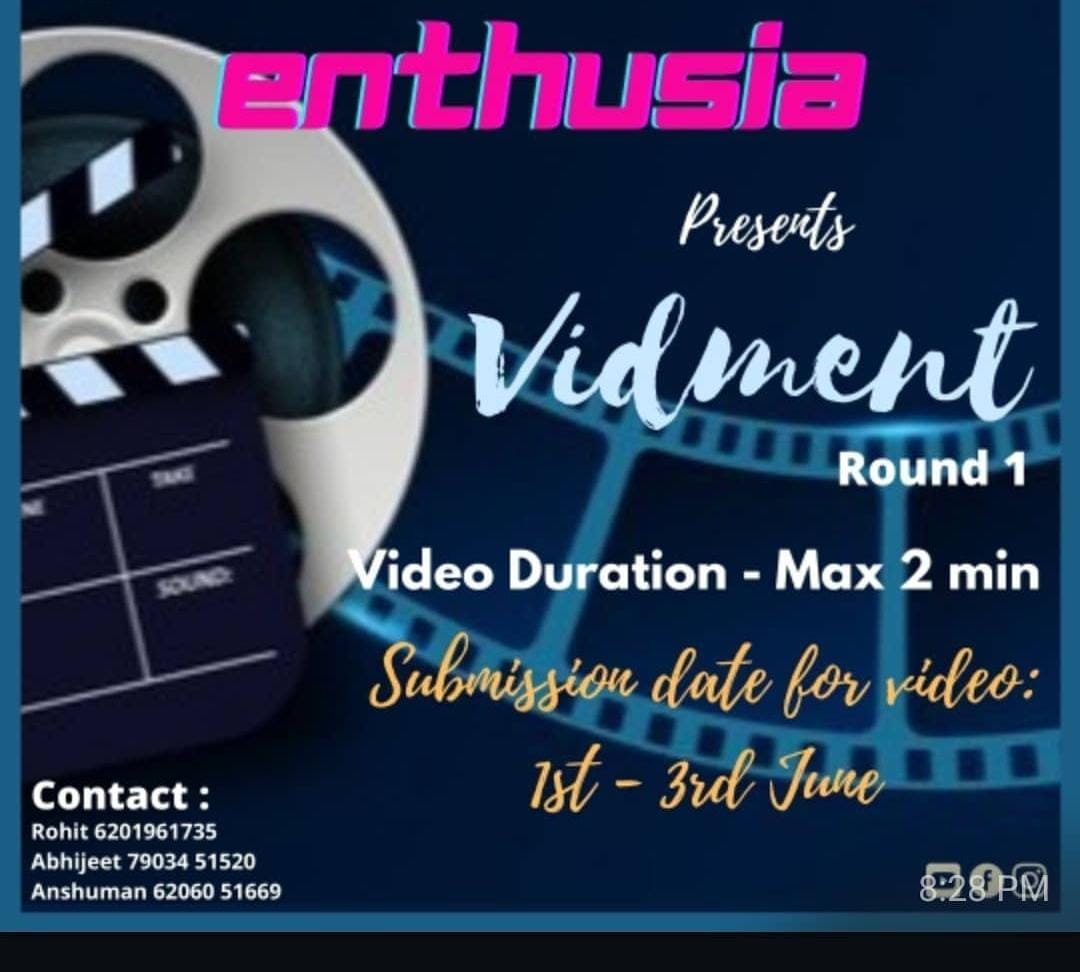 enthusia
Presents
Vidment
Round 1
Video Duration - Max 2 min
Submission date for video:
1st - 3rd June
TAKE
SOUND:
Contact :
Rohit 6201961735
Abhijeet 79034 51520
Anshuman 62060 51669
8:28 PM